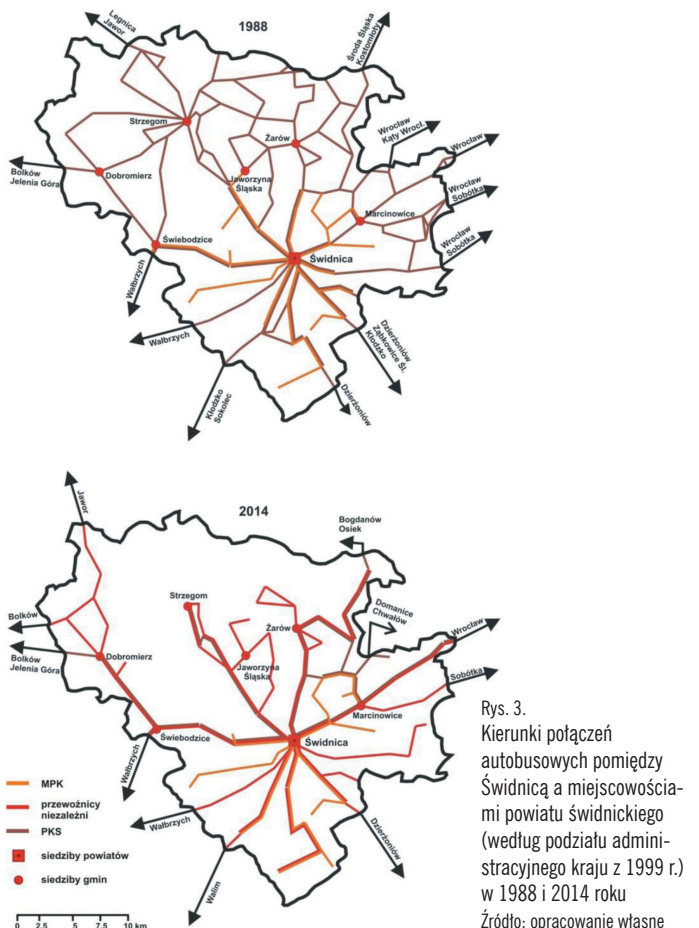 1988
Legnica
Jawor
Środa Śląska
Kostomłoty
Strzegom
Żarów
Wrocław
Kąty Wrocł.
Wrocław
Bolków
Jelenia Góra
Dobromierz
Jaworzyna
Śląska
Wrocław
Sobótka
Marcinowice
Świebodzice
Świdnica
Wrocław
Sobótka
Wałbrzych
Wałbrzych
Kłodzko
Sokolec
Dzierżoniów
Dzierżoniów
Ząbkowice Śl.
Kłodzko
2014
Jawor
Bogdanów
Osiek
Strzegom
Żarów
Domanice
Chwałów
Wrocław
Bolków
Bolków
Jelenia Góra
Dobromierz
Jaworzyna
Śląska
Sobótka
Marcinowice
Świebodzice
Świdnica
Wałbrzych
Wałbrzych
Walim
Dzierżoniów
MPK
przewoźnicy
niezależni
PKS
siedziby powiatów
siedziby gmin
0 2.5 5 7.5 10 km
Rys. 3.
Kierunki połączeń
autobusowych pomiędzy
Świdnicą a miejscowościa-
mi powiatu świdnickiego
(według podziału admini-
stracyjnego kraju z 1999 r.)
w 1988 i 2014 roku
Źródło: opracowanie własne